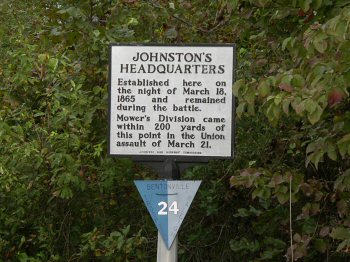 JOHNSTON'S
HEADQUARTERS
Established here on
the night of March 18,
1865 and remained
during the battle.
Mower's Division came
within 200 yards of
this point in the Union
assault of March 21.
BENTONVILLE
24